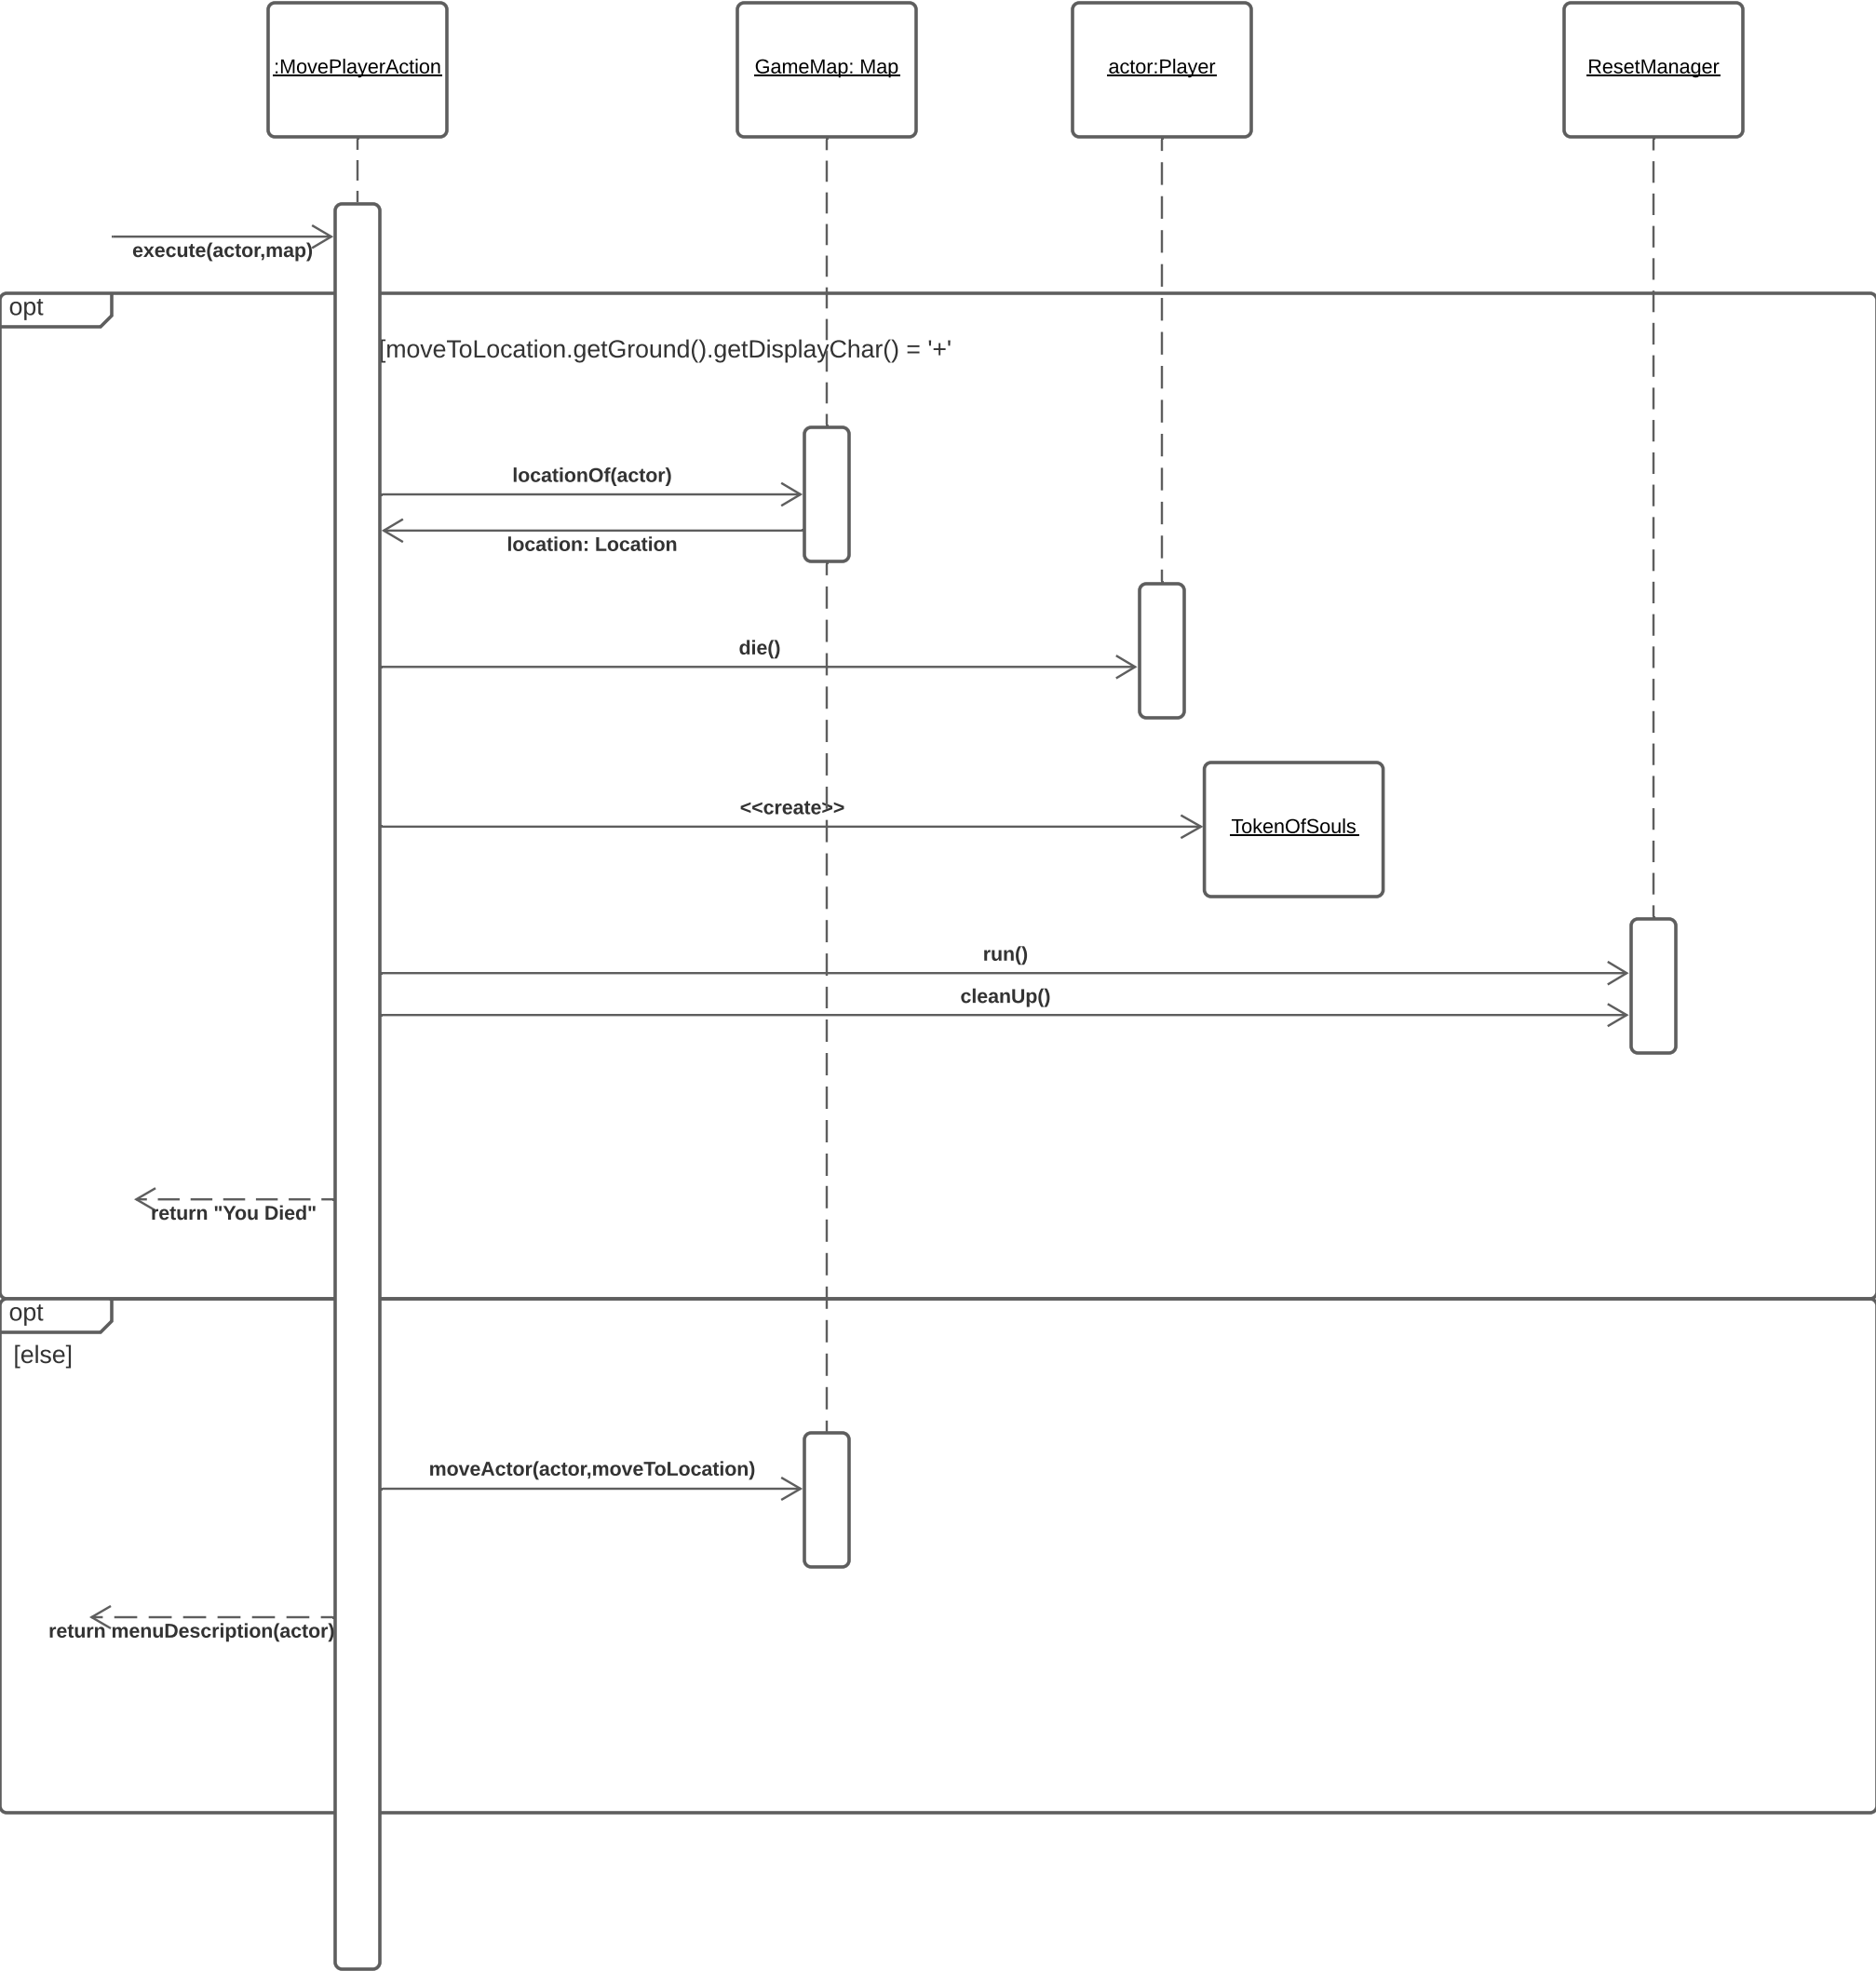 :MovePlayerAction
GameMap: Map
actor:Player
ResetManager
execute(actor,map)
opt
[moveToLocation.getGround().getDisplayChar() = '+'
locationOf(actor)
location: Location
die()
<<create>>
TokenOfSouls
run()
cleanUp()
return "You Died"
opt
[else]
moveActor(actor,moveToLocation)
return menuDescription(actor)